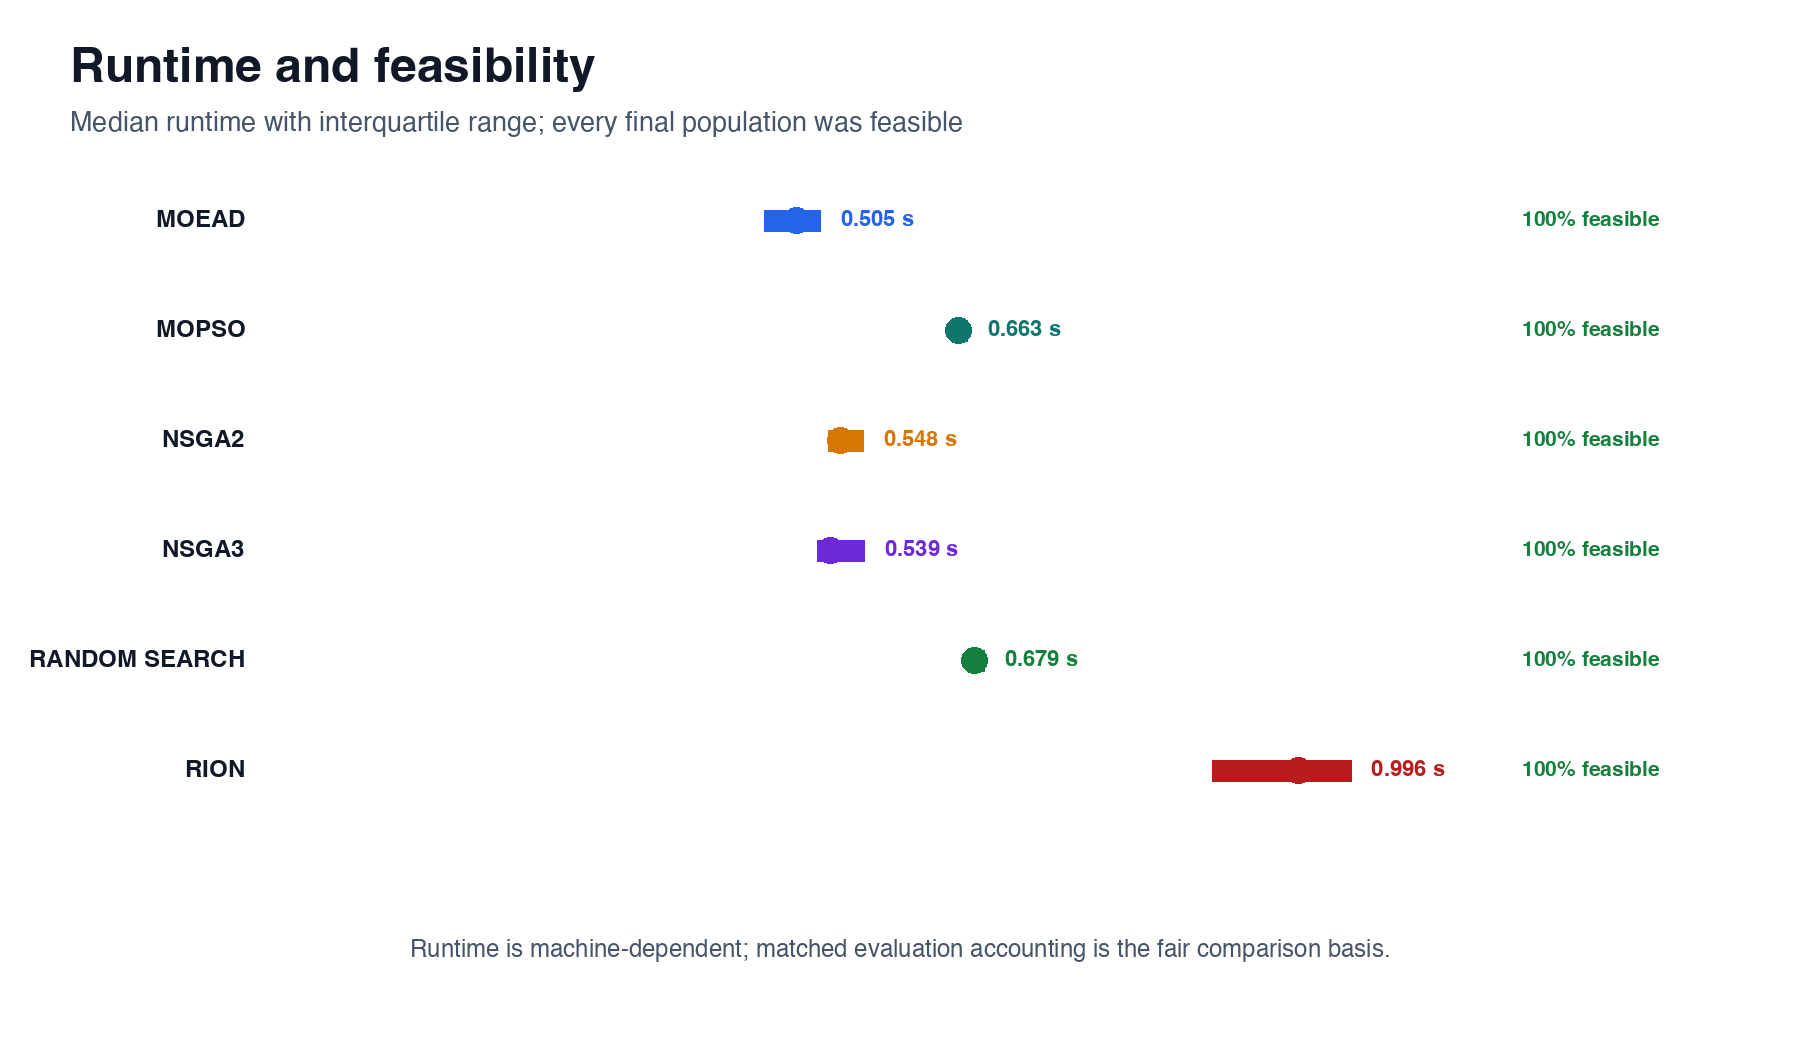 Runtime and feasibility
Median runtime with interquartile range; every final population was feasible
MOEAD 0.505 s 100% feasible
MOPSO 0.663 s 100% feasible
NSGA2 0.548 s 100% feasible
NSGA3 0.539 s 100% feasible
RANDOM SEARCH 0.679 s 100% feasible
RION 0.996 s 100% feasible
Runtime is machine-dependent; matched evaluation accounting is the fair comparison basis.